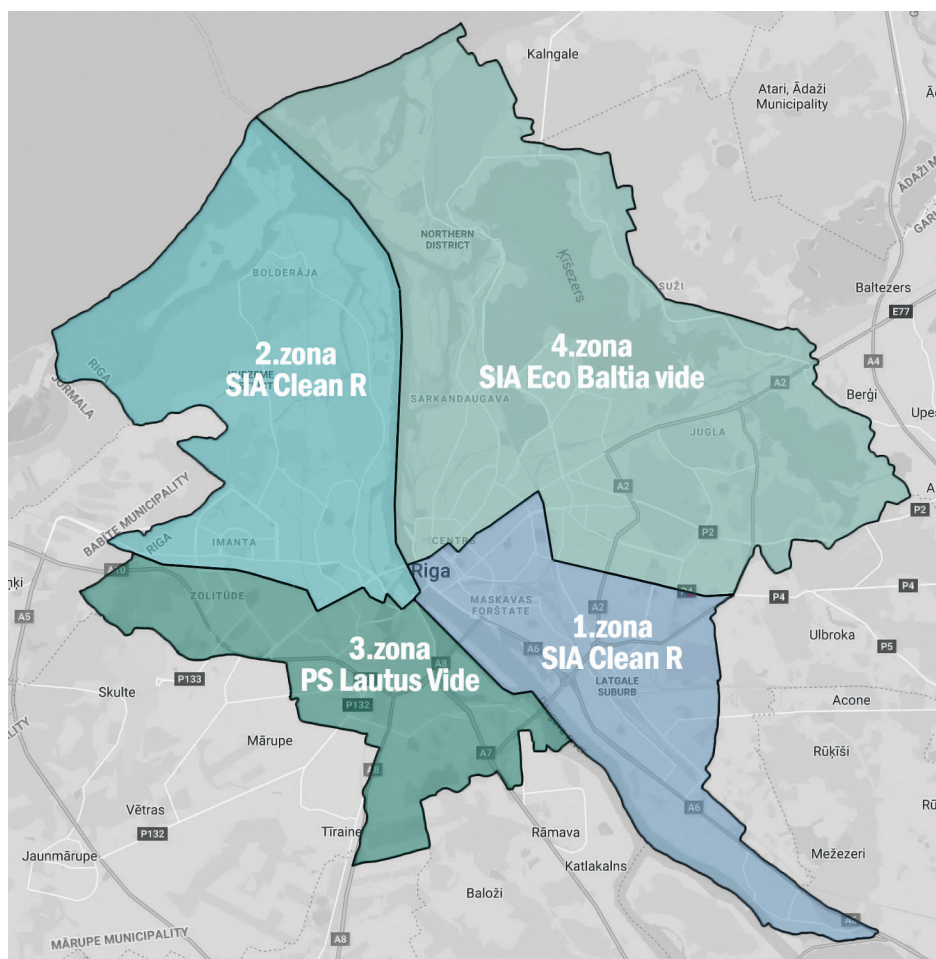 Kalngale
Atari, Ādaži
Municipality
NORTHERN
DISTRICT
Ķīšezers
BOLDERĀJA
SUŽI
Baltezers
E77
2.zona
SIA Clean R
4.zona
SIA Eco Baltia vide
A4
A2
RIGA
JŪRMALA
SARKANDAUGAVA
Berģi
JUGLA
A2
P2
P2
BABĪTE MUNICIPALITY
RIGA
IMANTA
CENTRS
Riga
A10
ZOLITŪDE
MASKAVAS
FORŠTATE
A2
P4
P4
P4
A5
1.zona
SIA Clean R
Ulbroka
P5
3.zona
PS Lautus Vide
A8
A6
LATGALE
SUBURB
Skulte
P133
P132
Acone
Mārupe
A7
Rūķīši
A8
Vētras
P132
Tīraine
A6
Rāmava
Jaunmārupe
Katlakalns
Mežezeri
Baloži
MĀRUPE MUNICIPALITY
A8